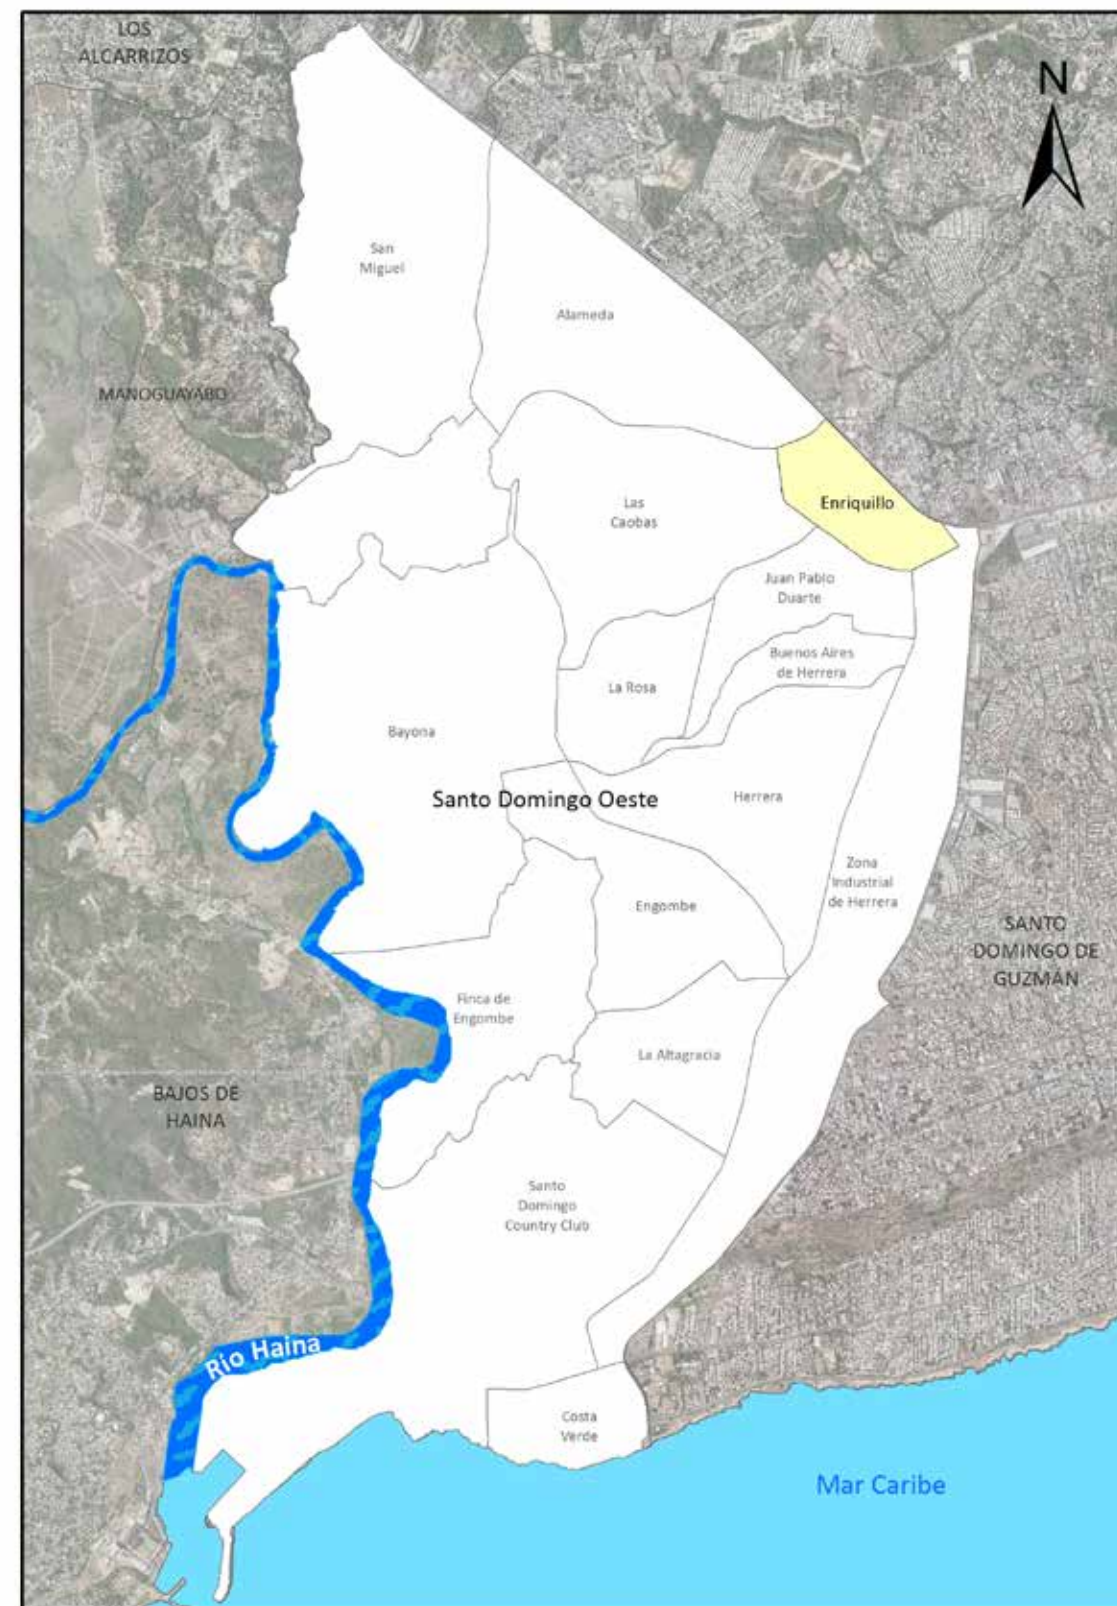 LOS
ALCARRIZOS
N
San
Miguel
Alameda
MANOGUAYABO
Las
Caobas
Enriquillo
Juan Pablo
Duarte
Buenos Aires
de Herrera
La Rosa
Bayona
Santo Domingo Oeste
Herrera
Zona
Industrial
de Herrera
Engombe
SANTO
DOMINGO DE
GUZMÁN
Finca de
Engombe
La Altagracia
BAJOS DE
HAINA
Santo
Domingo
Country Club
Río Haina
Costa
Verde
Mar Caribe